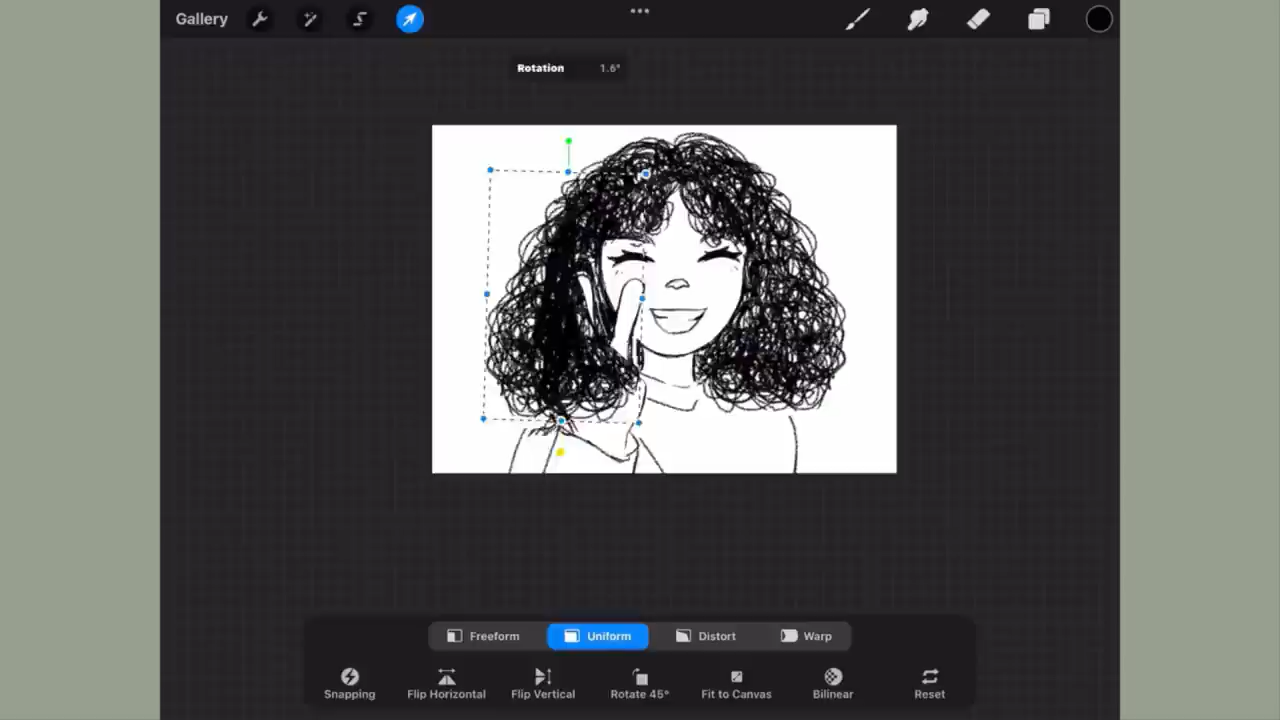 Gallery
Rotation 1.6°
Freeform Uniform Distort Warp
Snapping Flip Horizontal Flip Vertical Rotate 45° Fit to Canvas Bilinear Reset